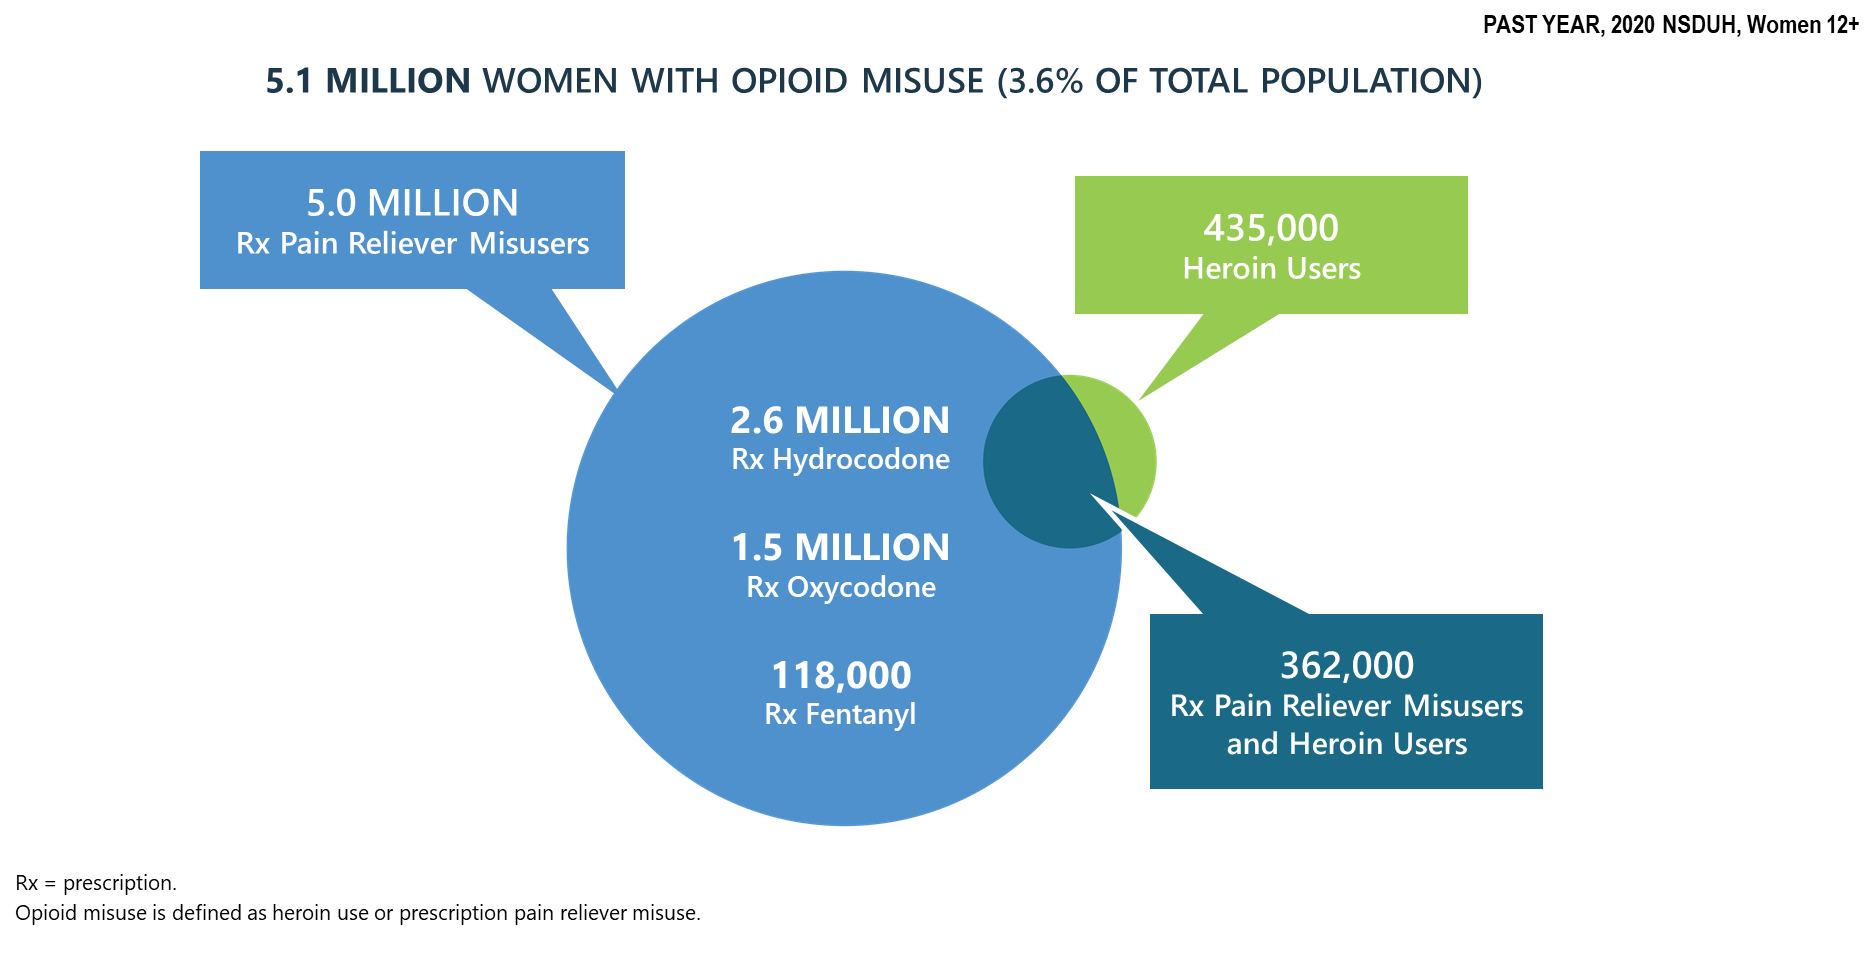 PAST YEAR, 2020 NSDUH, Women 12+
5.1 MILLION WOMEN WITH OPIOID MISUSE (3.6% OF TOTAL POPULATION)
5.0 MILLION
Rx Pain Reliever Misusers
435,000
Heroin Users
2.6 MILLION
Rx Hydrocodone
1.5 MILLION
Rx Oxycodone
118,000
Rx Fentanyl
362,000
Rx Pain Reliever Misusers
and Heroin Users
Rx = prescription.
Opioid misuse is defined as heroin use or prescription pain reliever misuse.